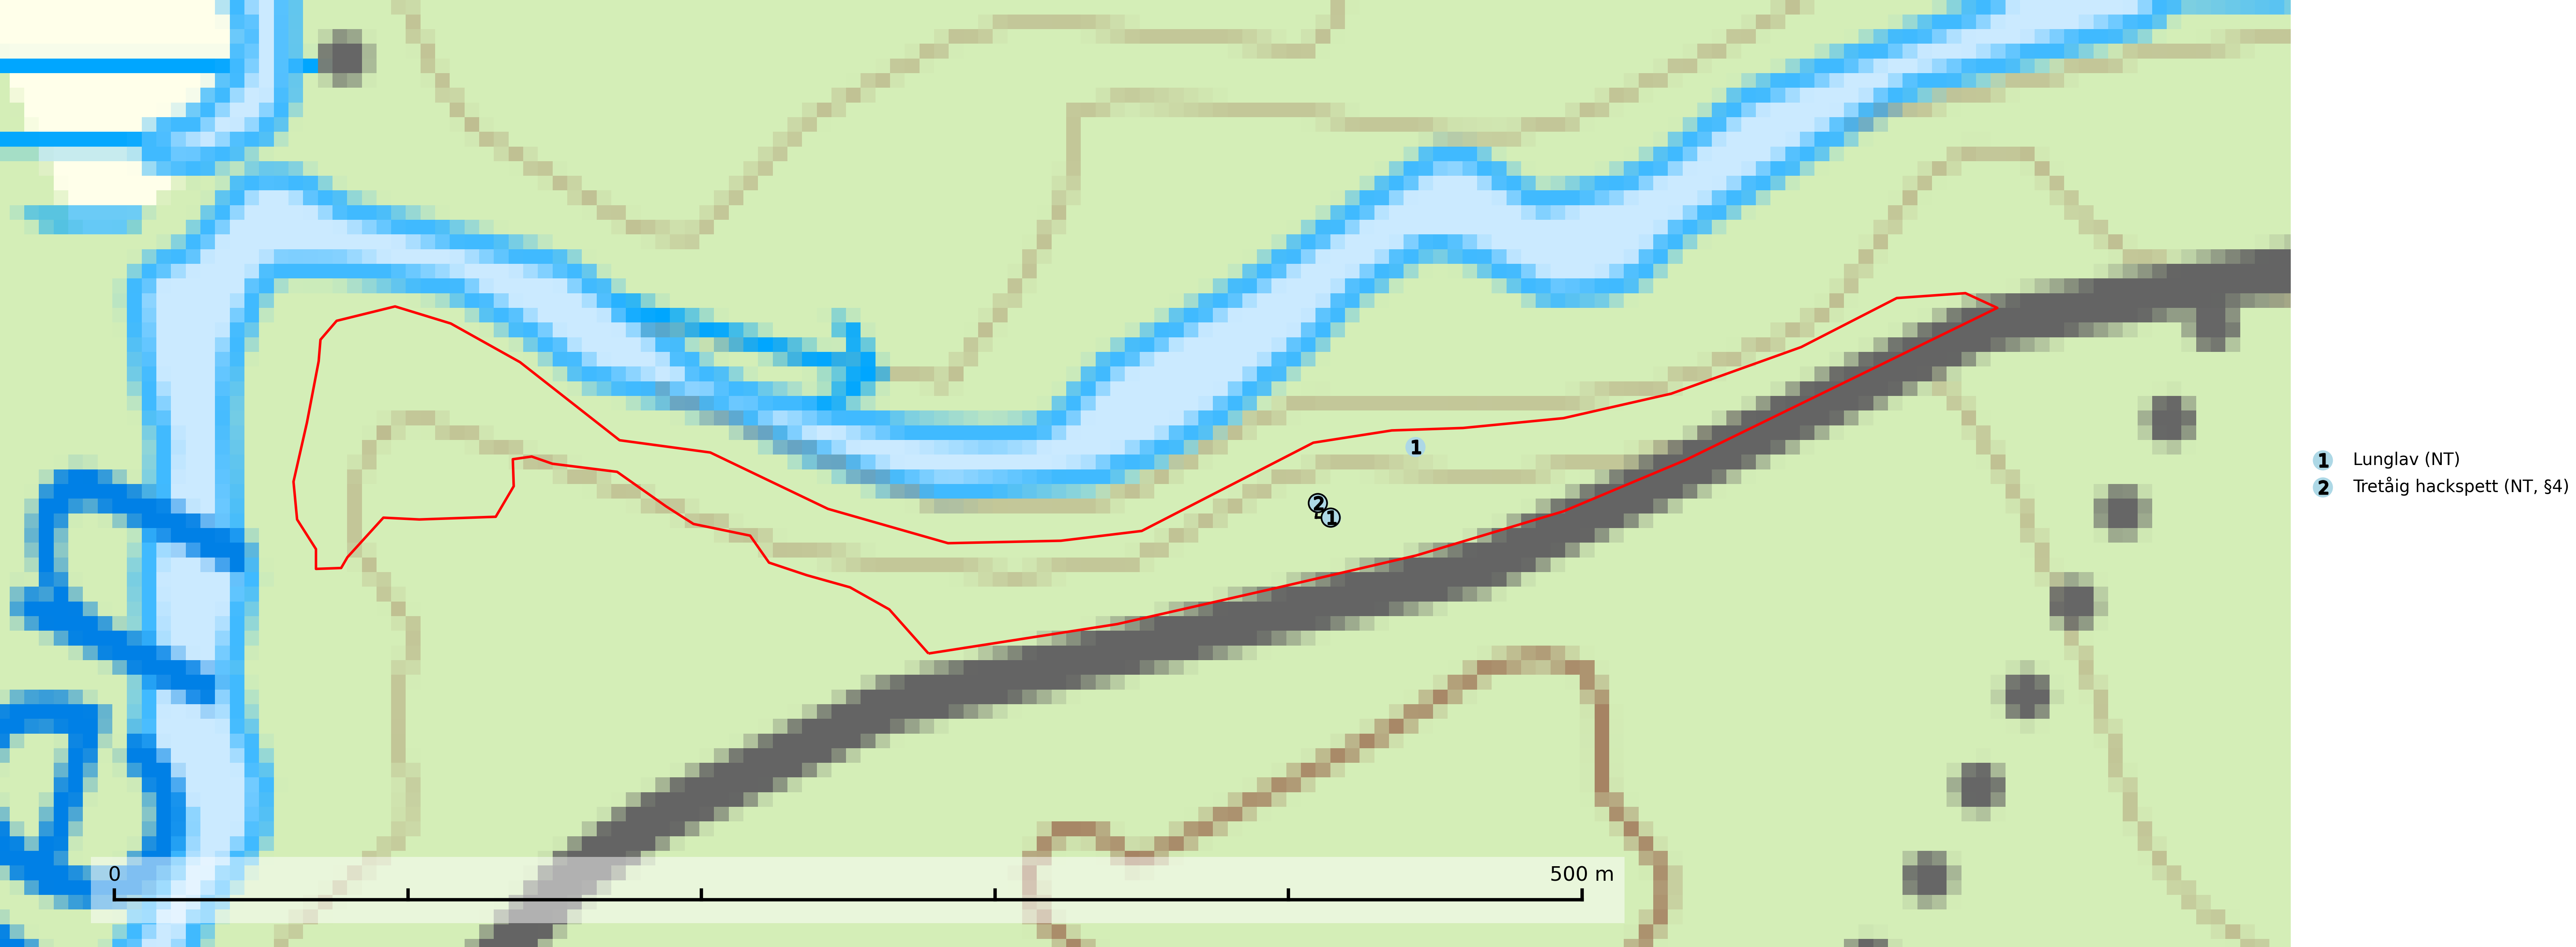 1
2
1
1 Lunglav (NT)
2 Tretåig hackspett (NT, §4)
0 500 m